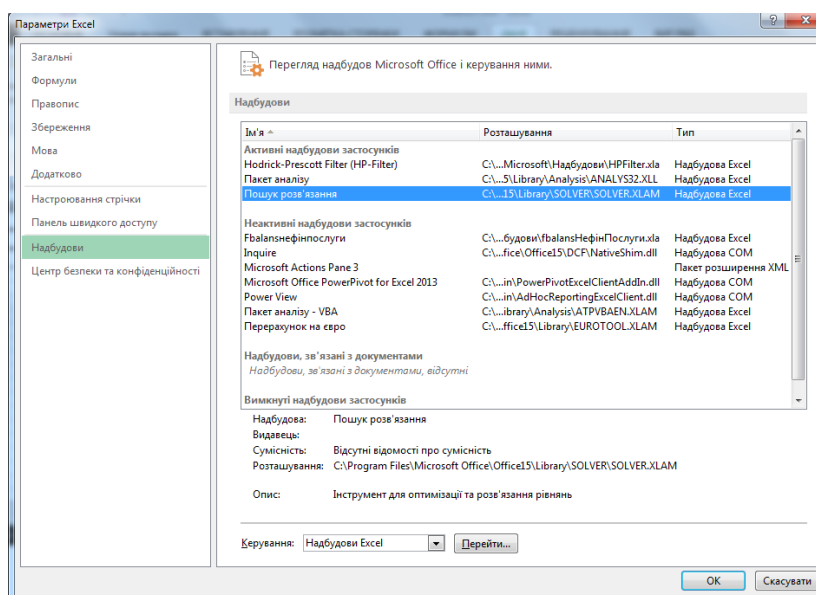 Параметри Excel
Загальні
Формули
Правопис
Збереження
Мова
Додатково
Настроювання стрічки
Панель швидкого доступу
Надбудови
Центр безпеки та конфіденційності
Перегляд надбудов Microsoft Office і керування ними.
Надбудови
Ім'я Розташування Тип
Активні надбудови застосунків
Hodrick-Prescott Filter (HP-Filter) C:\...Microsoft\Надбудови\HPFilter.xla Надбудова Excel
Пакет аналізу C:\...5\Library\Analysis\ANALYS32.XLL Надбудова Excel
Пошук розв'язання C:\...15\Library\SOLVER\SOLVER.XLAM Надбудова Excel
Неактивні надбудови застосунків
Fbalansнефінпослуги C:\...будови\fbalansНефінПослуги.xla Надбудова Excel
Inquire C:\...fice\Office15\DCF\NativeShim.dll Надбудова COM
Microsoft Actions Pane 3 Пакет розширення XML
Microsoft Office PowerPivot for Excel 2013 C:\...in\PowerPivotExcelClientAddIn.dll Надбудова COM
Power View C:\...in\AdHocReportingExcelClient.dll Надбудова COM
Пакет аналізу - VBA C:\...ibrary\Analysis\ATPVBAEN.XLAM Надбудова Excel
Перерахунок на євро C:\...ffice15\Library\EUROTOOL.XLAM Надбудова Excel
Надбудови, зв'язані з документами
Надбудови, зв'язані з документами, відсутні
Вимкнуті надбудови застосунків
Надбудова: Пошук розв'язання
Видавець:
Сумісність: Відсутні відомості про сумісність
Розташування: C:\Program Files\Microsoft Office\Office15\Library\SOLVER\SOLVER.XLAM
Опис: Інструмент для оптимізації та розв'язання рівнянь
Керування: Надбудови Excel Перейти...
OK Скасувати